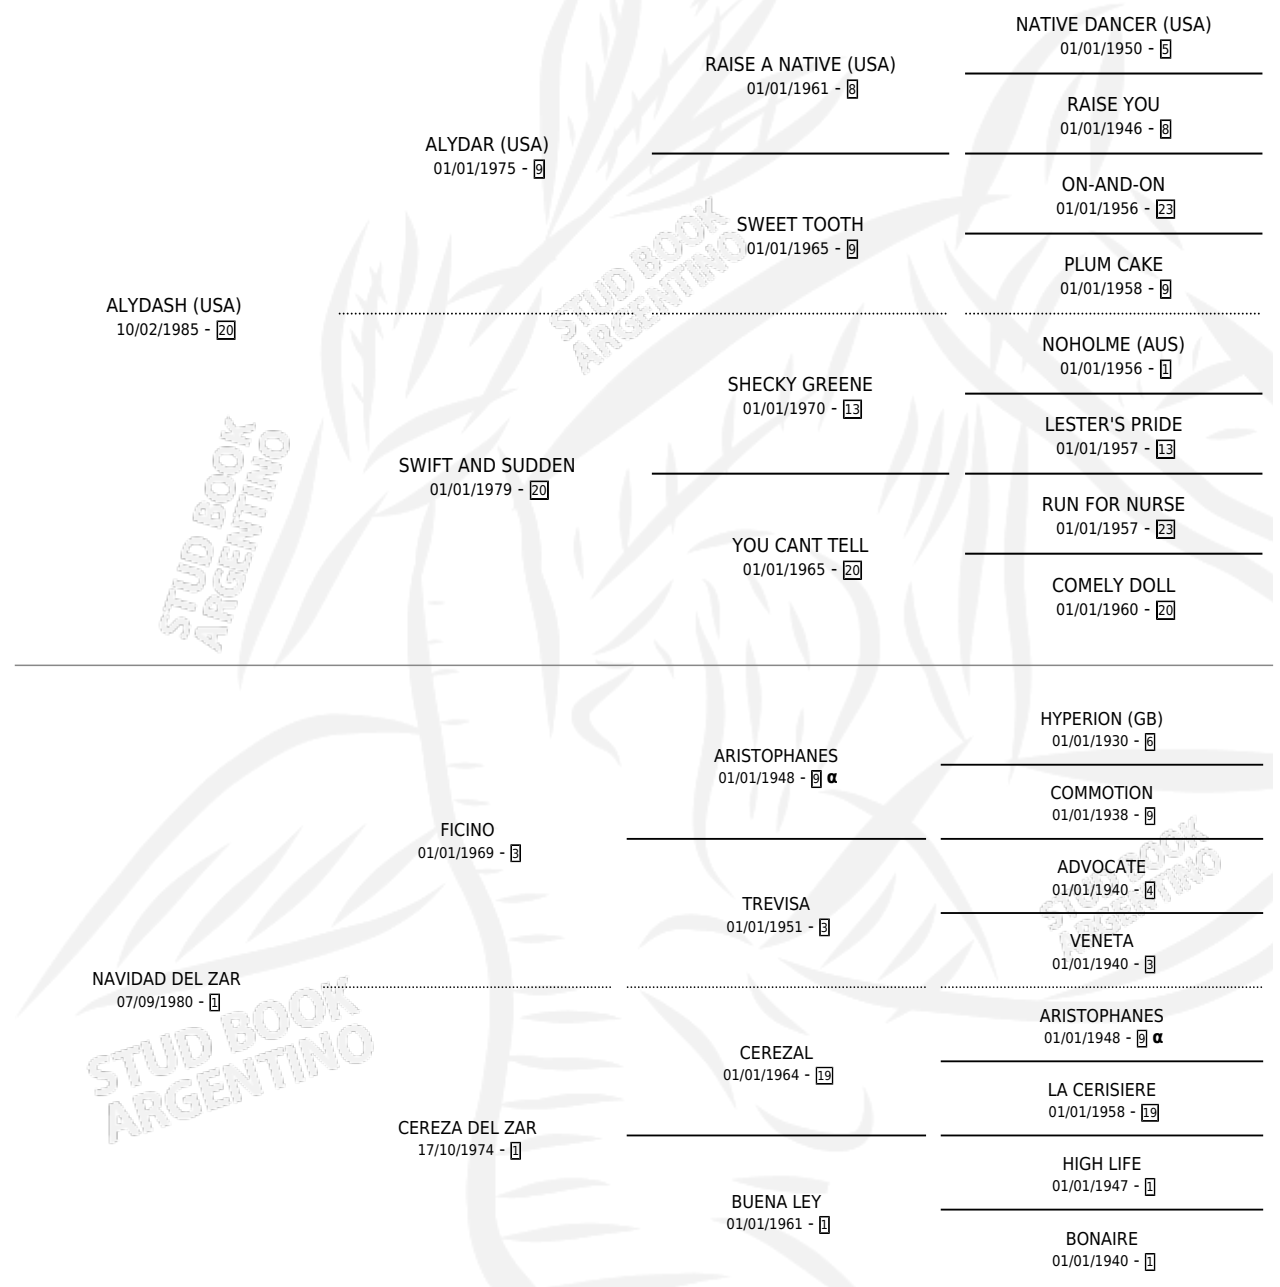 NATIVE DANCER (USA)
01/01/1950 - 5
RAISE A NATIVE (USA)
01/01/1961 - 8
RAISE YOU
01/01/1946 - 8
ALYDAR (USA)
01/01/1975 - 9
ON-AND-ON
01/01/1956 - 23
SWEET TOOTH
01/01/1965 - 9
PLUM CAKE
01/01/1958 - 9
ALYDASH (USA)
10/02/1985 - 20
STUD BOOK
ARGENTINO
NOHOLME (AUS)
01/01/1956 - 1
SHECKY GREENE
01/01/1970 - 13
LESTER'S PRIDE
01/01/1957 - 13
SWIFT AND SUDDEN
01/01/1979 - 20
RUN FOR NURSE
01/01/1957 - 23
YOU CANT TELL
01/01/1965 - 20
COMELY DOLL
01/01/1960 - 20
STUD BOOK
ARGENTINO
HYPERION (GB)
01/01/1930 - 6
ARISTOPHANES
01/01/1948 - 9 α
COMMOTION
01/01/1938 - 9
FICINO
01/01/1969 - 3
ADVOCATE
01/01/1940 - 4
TREVISA
01/01/1951 - 3
VENETA
01/01/1940 - 3
STUD BOOK
ARGENTINO
NAVIDAD DEL ZAR
07/09/1980 - 1
ARISTOPHANES
01/01/1948 - 9 α
CEREZAL
01/01/1964 - 19
LA CERISIERE
01/01/1958 - 19
STUD BOOK
ARGENTINO
CEREZA DEL ZAR
17/10/1974 - 1
HIGH LIFE
01/01/1947 - 1
BUENA LEY
01/01/1961 - 1
BONAIRE
01/01/1940 - 1